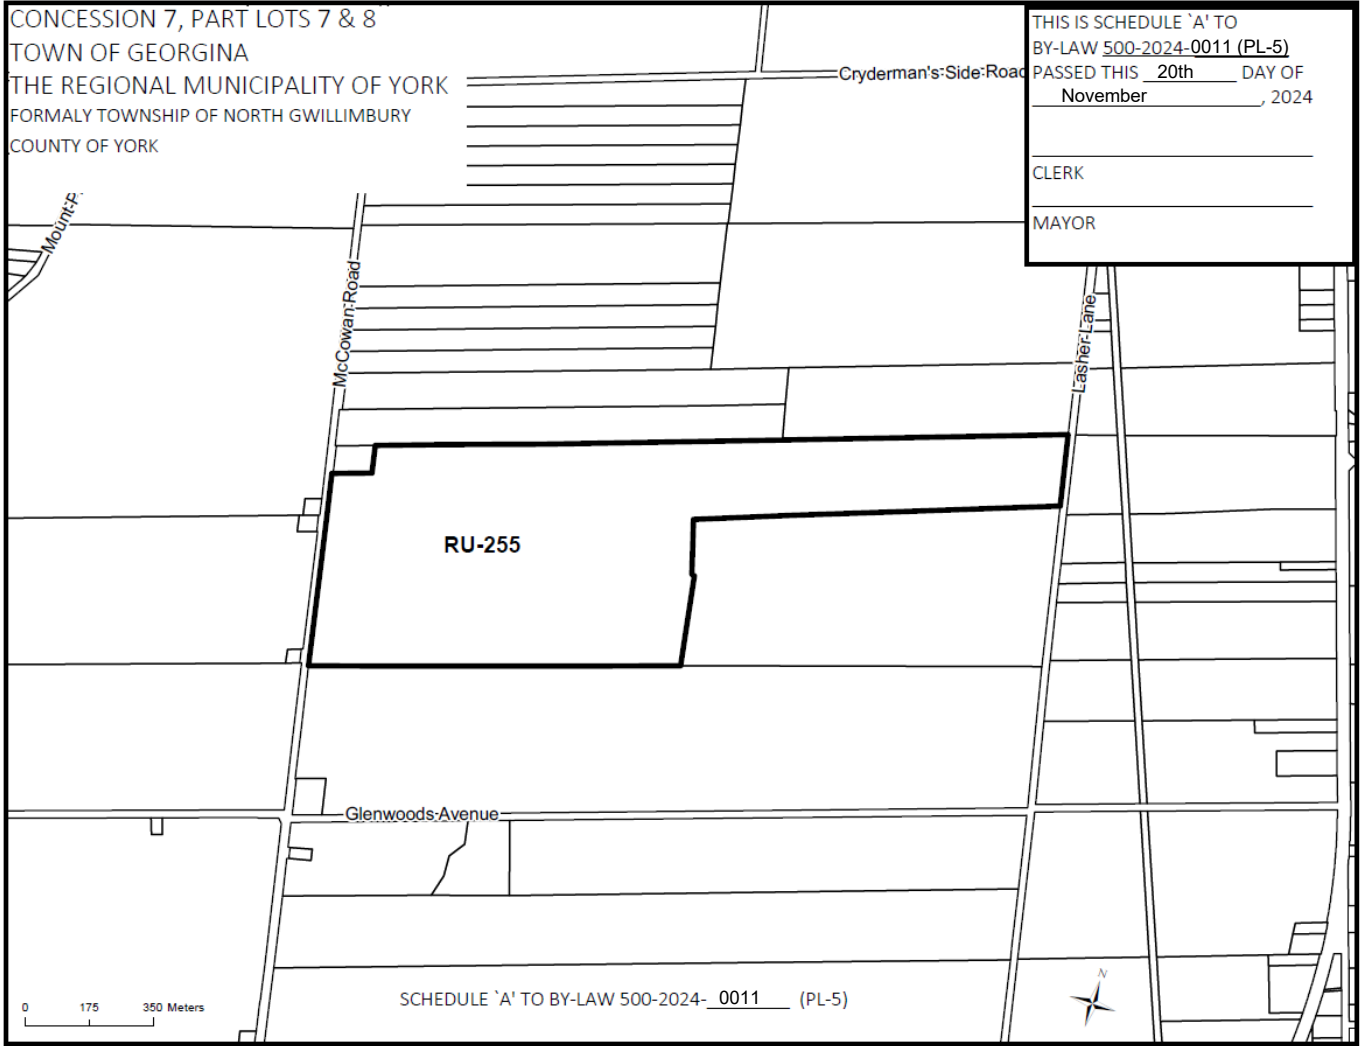 CONCESSION 7, PART LOTS 7 & 8
TOWN OF GEORGINA
THE REGIONAL MUNICIPALITY OF YORK
FORMALY TOWNSHIP OF NORTH GWILLIMBURY
COUNTY OF YORK
THIS IS SCHEDULE `A' TO
BY-LAW 500-2024-0011 (PL-5)
PASSED THIS 20th DAY OF
November, 2024
CLERK
MAYOR
Cryderman's-Side-Road
Mount-P
McCowan-Road
Lasher-Lane
RU-255
Glenwoods-Avenue
SCHEDULE `A' TO BY-LAW 500-2024-0011 (PL-5)
0 175 350 Meters
N